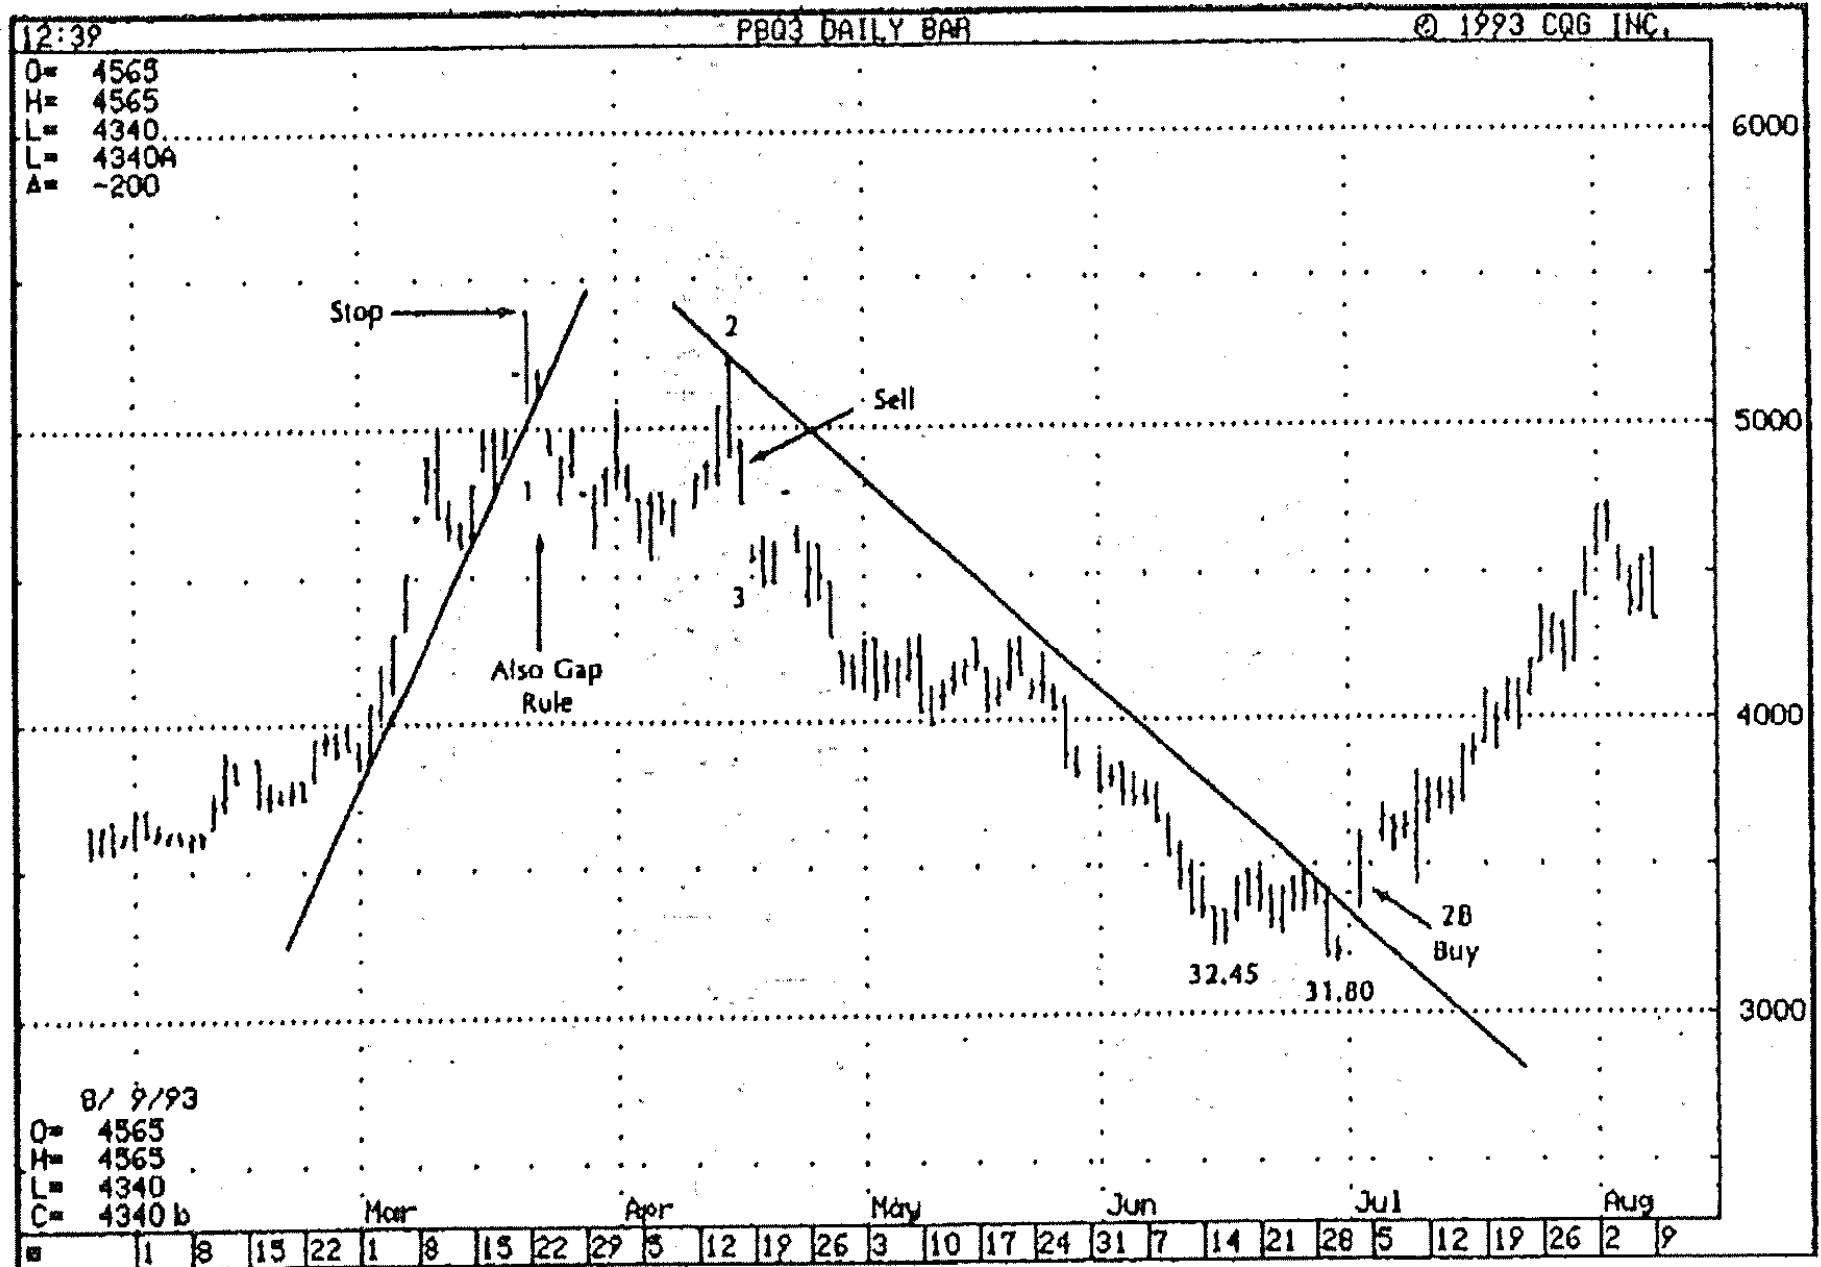 12:39 PBQ3 DAILY BAR © 1993 CQG INC.
O= 4565
H= 4565
L= 4340
L= 4340A
Δ= -200
6000
Stop
2
Sell
5000
1
3
Also Gap
Rule
4000
2B
Buy
32.45
31.80
3000
8/ 9/93
O= 4565
H= 4565
L= 4340
C= 4340 b
Mar Apr May Jun Jul Aug
1 8 15 22 1 8 15 22 29 5 12 19 26 3 10 17 24 31 7 14 21 28 5 12 19 26 2 9